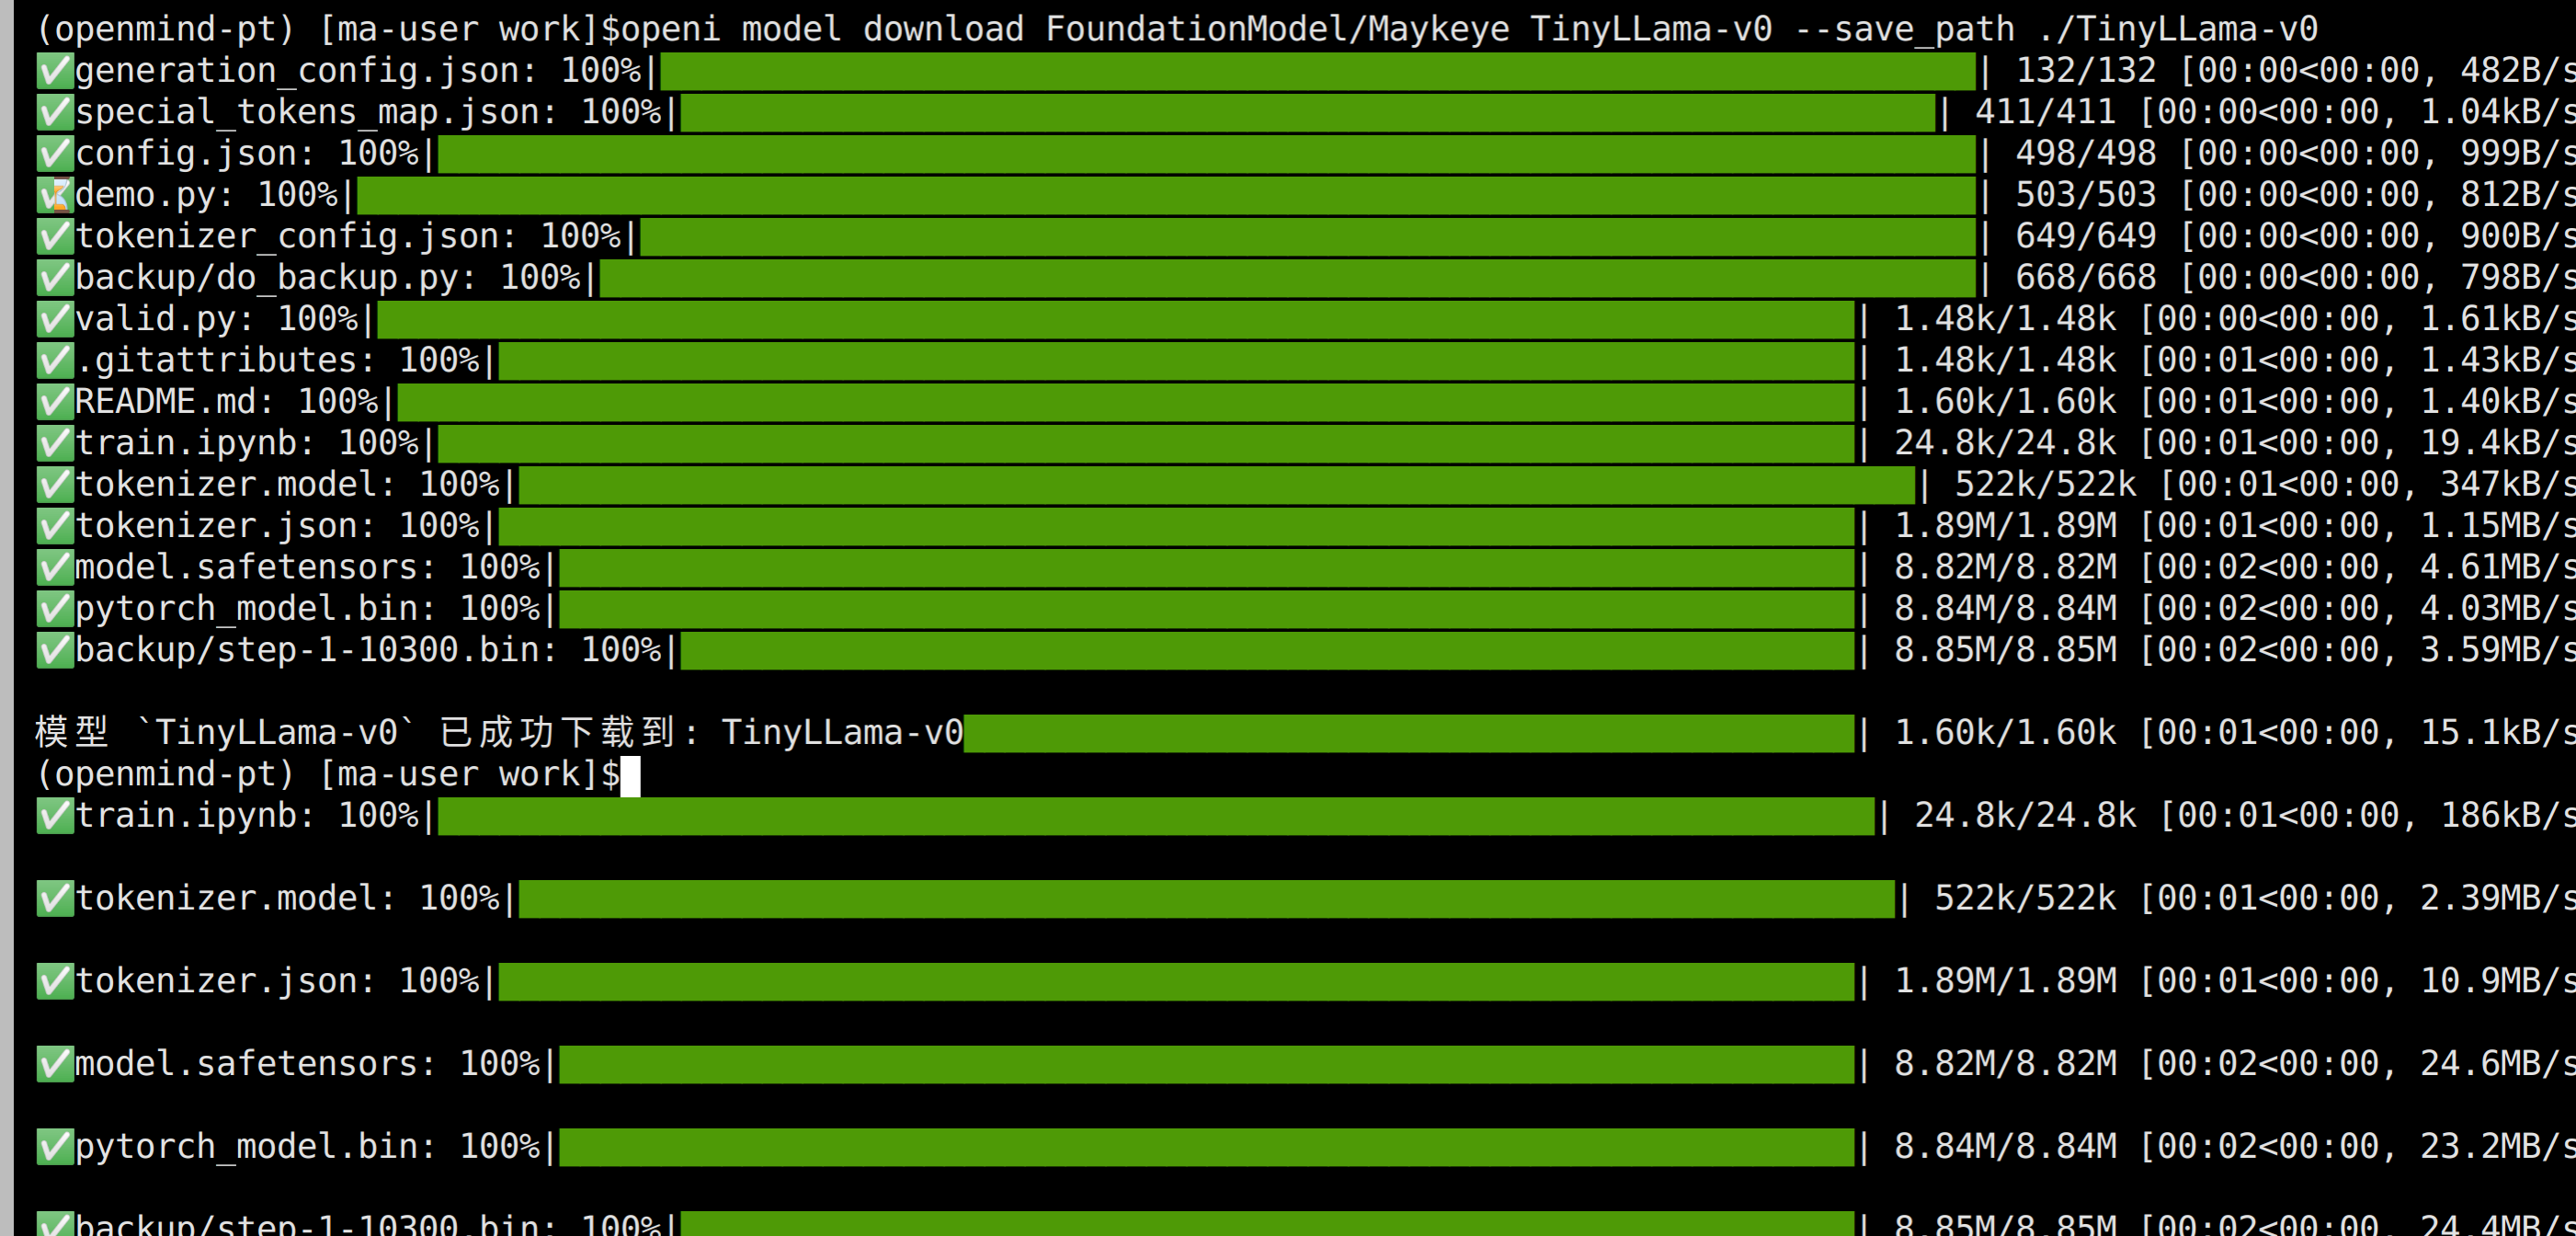 (openmind-pt) [ma-user work]$openi model download FoundationModel/Maykeye TinyLLama-v0 --save_path ./TinyLLama-v0
✅generation_config.json: 100%|| 132/132 [00:00<00:00, 482B/s
✅special_tokens_map.json: 100%|| 411/411 [00:00<00:00, 1.04kB/s
✅config.json: 100%|| 498/498 [00:00<00:00, 999B/s
✅demo.py: 100%|| 503/503 [00:00<00:00, 812B/s
✅tokenizer_config.json: 100%|| 649/649 [00:00<00:00, 900B/s
✅backup/do_backup.py: 100%|| 668/668 [00:00<00:00, 798B/s
✅valid.py: 100%|| 1.48k/1.48k [00:00<00:00, 1.61kB/s
✅.gitattributes: 100%|| 1.48k/1.48k [00:01<00:00, 1.43kB/s
✅README.md: 100%|| 1.60k/1.60k [00:01<00:00, 1.40kB/s
✅train.ipynb: 100%|| 24.8k/24.8k [00:01<00:00, 19.4kB/s
✅tokenizer.model: 100%|| 522k/522k [00:01<00:00, 347kB/s
✅tokenizer.json: 100%|| 1.89M/1.89M [00:01<00:00, 1.15MB/s
✅model.safetensors: 100%|| 8.82M/8.82M [00:02<00:00, 4.61MB/s
✅pytorch_model.bin: 100%|| 8.84M/8.84M [00:02<00:00, 4.03MB/s
✅backup/step-1-10300.bin: 100%|| 8.85M/8.85M [00:02<00:00, 3.59MB/s
模型 `TinyLLama-v0` 已成功下载到: TinyLLama-v0| 1.60k/1.60k [00:01<00:00, 15.1kB/s
(openmind-pt) [ma-user work]$
✅train.ipynb: 100%|| 24.8k/24.8k [00:01<00:00, 186kB/s
✅tokenizer.model: 100%|| 522k/522k [00:01<00:00, 2.39MB/s
✅tokenizer.json: 100%|| 1.89M/1.89M [00:01<00:00, 10.9MB/s
✅model.safetensors: 100%|| 8.82M/8.82M [00:02<00:00, 24.6MB/s
✅pytorch_model.bin: 100%|| 8.84M/8.84M [00:02<00:00, 23.2MB/s
✅backup/step-1-10300.bin: 100%|| 8.85M/8.85M [00:02<00:00, 24.4MB/s